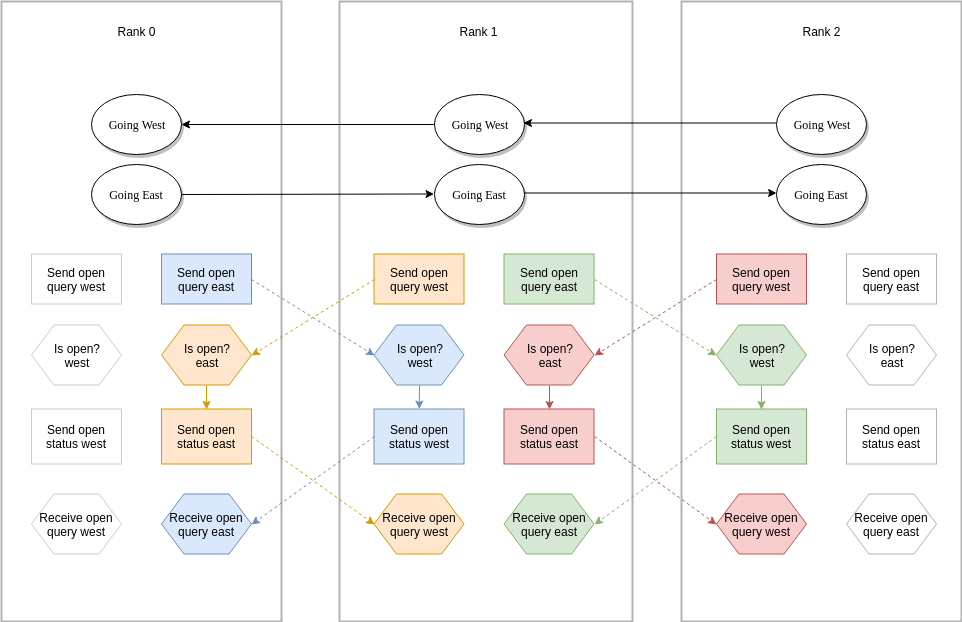 Rank 0
Rank 1
Rank 2
Going West
Going West
Going West
Going East
Going East
Going East
Send open
query west
Send open
query east
Send open
query west
Send open
query east
Send open
query west
Send open
query east
Is open?
west
Is open?
east
Is open?
west
Is open?
east
Is open?
west
Is open?
east
Send open
status west
Send open
status east
Send open
status west
Send open
status east
Send open
status west
Send open
status east
Receive open
query west
Receive open
query east
Receive open
query west
Receive open
query east
Receive open
query west
Receive open
query east